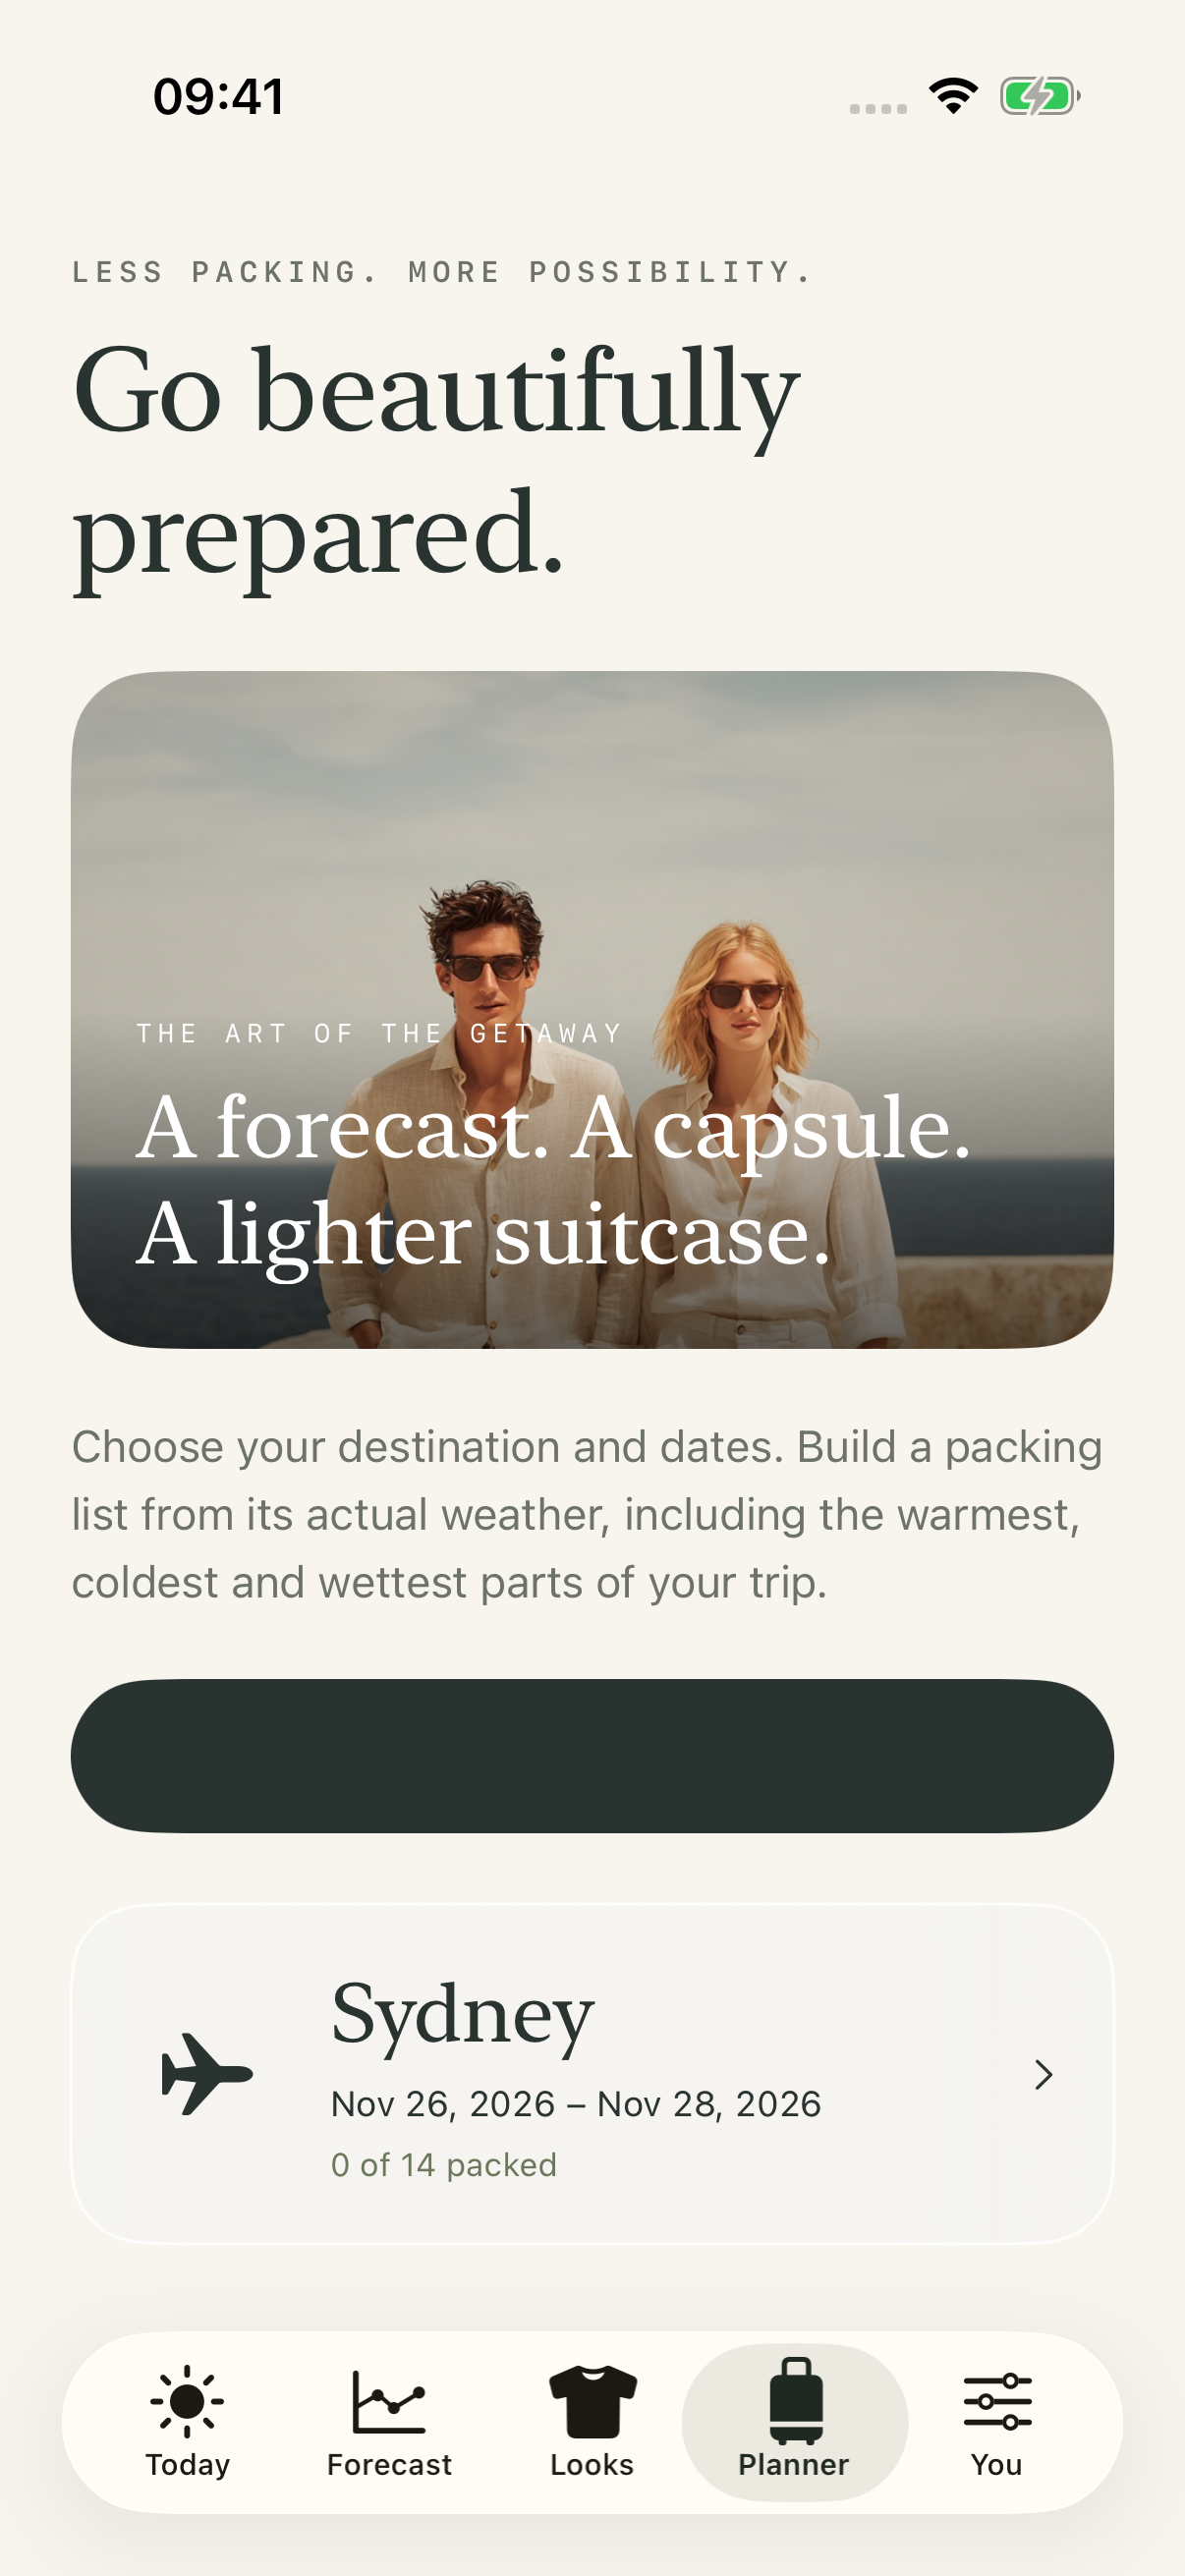 09:41
LESS PACKING. MORE POSSIBILITY.
Go beautifully
prepared.
THE ART OF THE GETAWAY
A forecast. A capsule.
A lighter suitcase.
Choose your destination and dates. Build a packing
list from its actual weather, including the warmest,
coldest and wettest parts of your trip.
Sydney
Nov 26, 2026 – Nov 28, 2026
0 of 14 packed
Today
Forecast
Looks
Planner
You